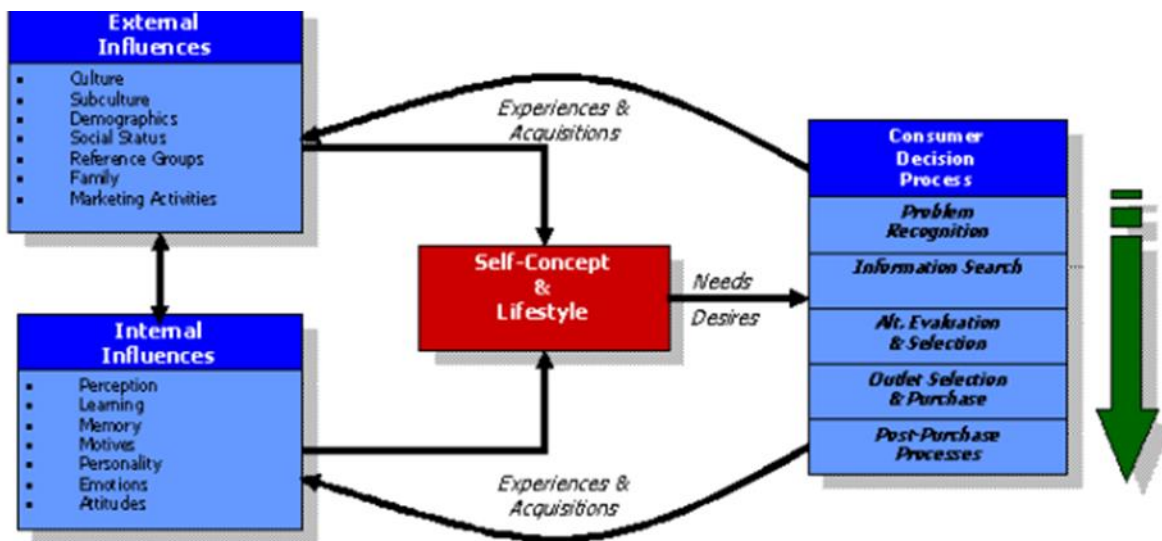 External
Influences
▪ Culture
▪ Subculture
▪ Demographics
▪ Social Status
▪ Reference Groups
▪ Family
▪ Marketing Activities
Experiences &
Acquisitions
Self-Concept
&
Lifestyle
Needs
Desires
Internal
Influences
▪ Perception
▪ Learning
▪ Memory
▪ Motives
▪ Personality
▪ Emotions
▪ Attitudes
Experiences &
Acquisitions
Consumer
Decision
Process
Problem
Recognition
Information Search
Alt. Evaluation
& Selection
Outlet Selection
& Purchase
Post-Purchase
Processes